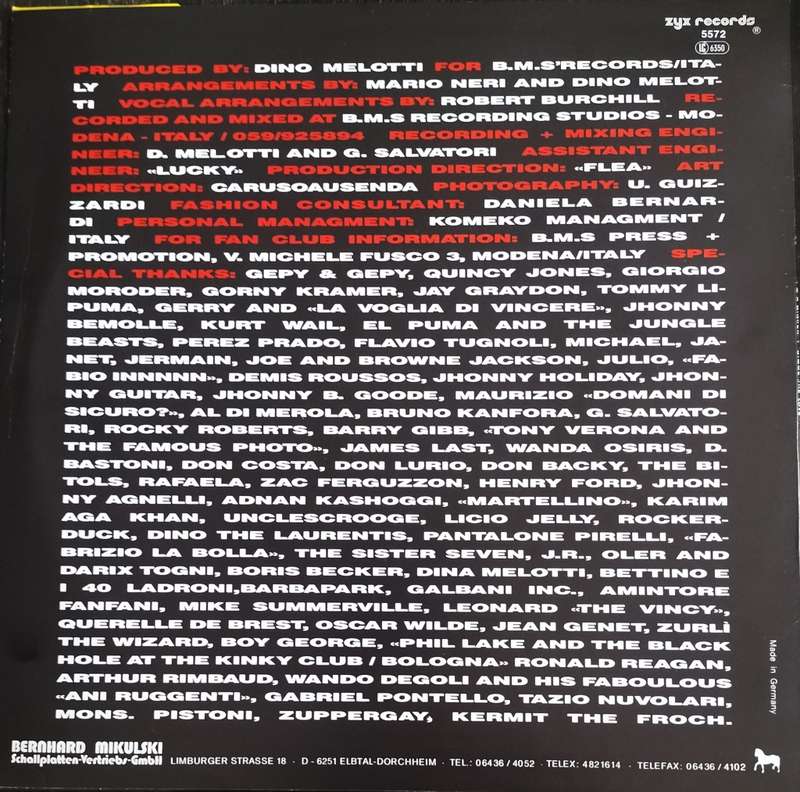 zyx records
®
5572
LC 6350
PRODUCED BY: DINO MELOTTI FOR B.M.S'RECORDS/ITA-
LY ARRANGEMENTS BY: MARIO NERI AND DINO MELOT-
TI VOCAL ARRANGEMENTS BY: ROBERT BURCHILL RE-
CORDED AND MIXED AT B.M.S RECORDING STUDIOS - MO-
DENA - ITALY / 059/925894 RECORDING + MIXING ENGI-
NEER: D. MELOTTI AND G. SALVATORI ASSISTANT ENGI-
NEER: «LUCKY» PRODUCTION DIRECTION: «FLEA» ART
DIRECTION: CARUSOAUSENDA PHOTOGRAPHY: U. GUIZ-
ZARDI FASHION CONSULTANT: DANIELA BERNAR-
DI PERSONAL MANAGMENT: KOMEKO MANAGMENT /
ITALY FOR FAN CLUB INFORMATION: B.M.S PRESS +
PROMOTION, V. MICHELE FUSCO 3, MODENA/ITALY SPE-
CIAL THANKS: GEPY & GEPY, QUINCY JONES, GIORGIO
MORODER, GORNY KRAMER, JAY GRAYDON, TOMMY LI-
PUMA, GERRY AND «LA VOGLIA DI VINCERE», JHONNY
BEMOLLE, KURT WAIL, EL PUMA AND THE JUNGLE
BEASTS, PEREZ PRADO, FLAVIO TUGNOLI, MICHAEL, JA-
NET, JERMAIN, JOE AND BROWNE JACKSON, JULIO, «FA-
BIO INNNNN», DEMIS ROUSSOS, JHONNY HOLIDAY, JHON-
NY GUITAR, JHONNY B. GOODE, MAURIZIO «DOMANI DI
SICURO?», AL DI MEROLA, BRUNO KANFORA, G. SALVATO-
RI, ROCKY ROBERTS, BARRY GIBB, «TONY VERONA AND
THE FAMOUS PHOTO», JAMES LAST, WANDA OSIRIS, D.
BASTONI, DON COSTA, DON LURIO, DON BACKY, THE BI-
TOLS, RAFAELA, ZAC FERGUZZON, HENRY FORD, JHON-
NY AGNELLI, ADNAN KASHOGGI, «MARTELLINO», KARIM
AGA KHAN, UNCLESCROOGE, LICIO JELLY, ROCKER-
DUCK, DINO THE LAURENTIS, PANTALONE PIRELLI, «FA-
BRIZIO LA BOLLA», THE SISTER SEVEN, J.R., OLER AND
DARIX TOGNI, BORIS BECKER, DINA MELOTTI, BETTINO E
I 40 LADRONI,BARBAPARK, GALBANI INC., AMINTORE
FANFANI, MIKE SUMMERVILLE, LEONARD «THE VINCY»,
QUERELLE DE BREST, OSCAR WILDE, JEAN GENET, ZURLÌ
THE WIZARD, BOY GEORGE, «PHIL LAKE AND THE BLACK
HOLE AT THE KINKY CLUB / BOLOGNA» RONALD REAGAN,
ARTHUR RIMBAUD, WANDO DEGOLI AND HIS FABOULOUS
«ANI RUGGENTI», GABRIEL PONTELLO, TAZIO NUVOLARI,
MONS. PISTONI, ZUPPERGAY, KERMIT THE FROCH.
Made in Germany
BERNHARD MIKULSKI
Schallplatten-Vertriebs-GmbH LIMBURGER STRASSE 18 · D - 6251 ELBTAL-DORCHHEIM · TEL.: 06436 / 4052 · TELEX: 4821614 · TELEFAX: 06436 / 4102